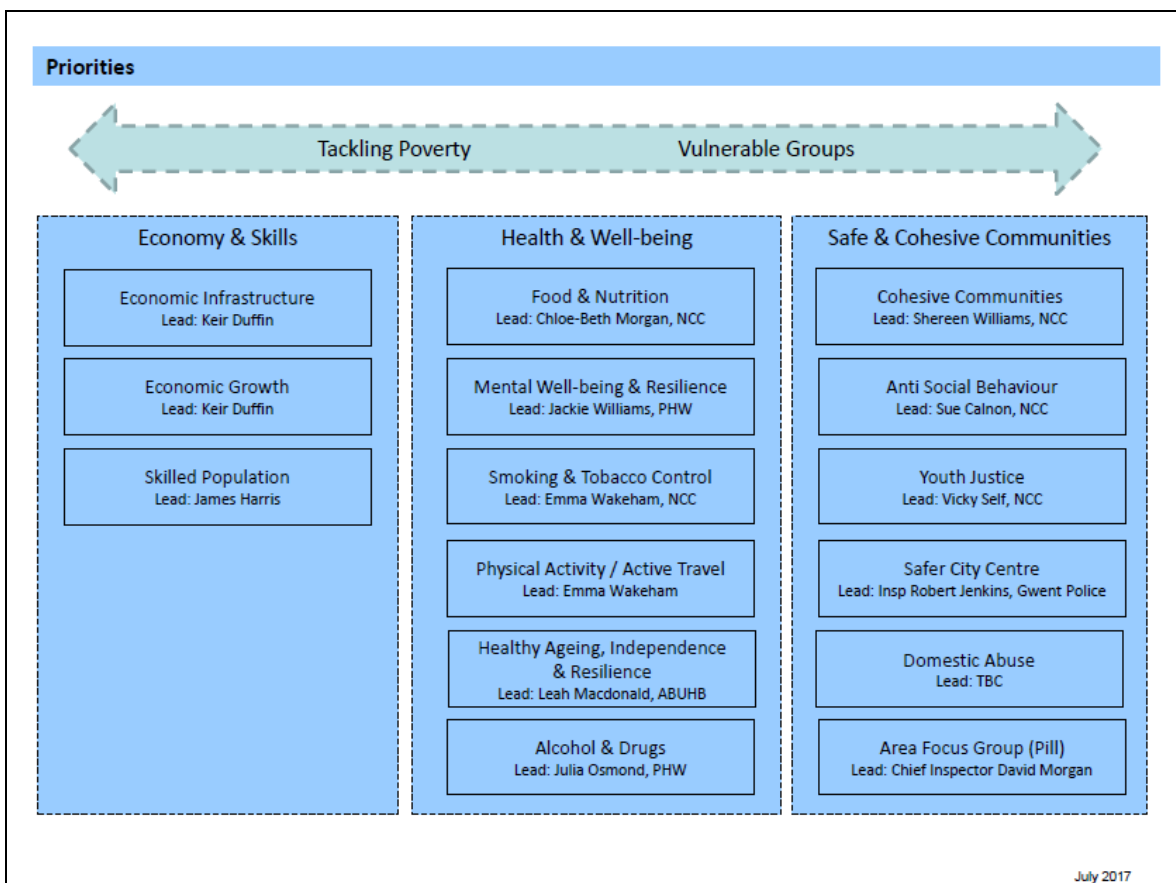 Priorities
Tackling Poverty
Vulnerable Groups
Economy & Skills
Economic Infrastructure
Lead: Keir Duffin
Economic Growth
Lead: Keir Duffin
Skilled Population
Lead: James Harris
Health & Well-being
Food & Nutrition
Lead: Chloe-Beth Morgan, NCC
Mental Well-being & Resilience
Lead: Jackie Williams, PHW
Smoking & Tobacco Control
Lead: Emma Wakeham, NCC
Physical Activity / Active Travel
Lead: Emma Wakeham
Healthy Ageing, Independence
& Resilience
Lead: Leah Macdonald, ABUHB
Alcohol & Drugs
Lead: Julia Osmond, PHW
Safe & Cohesive Communities
Cohesive Communities
Lead: Shereen Williams, NCC
Anti Social Behaviour
Lead: Sue Calnon, NCC
Youth Justice
Lead: Vicky Self, NCC
Safer City Centre
Lead: Insp Robert Jenkins, Gwent Police
Domestic Abuse
Lead: TBC
Area Focus Group (Pill)
Lead: Chief Inspector David Morgan
July 2017